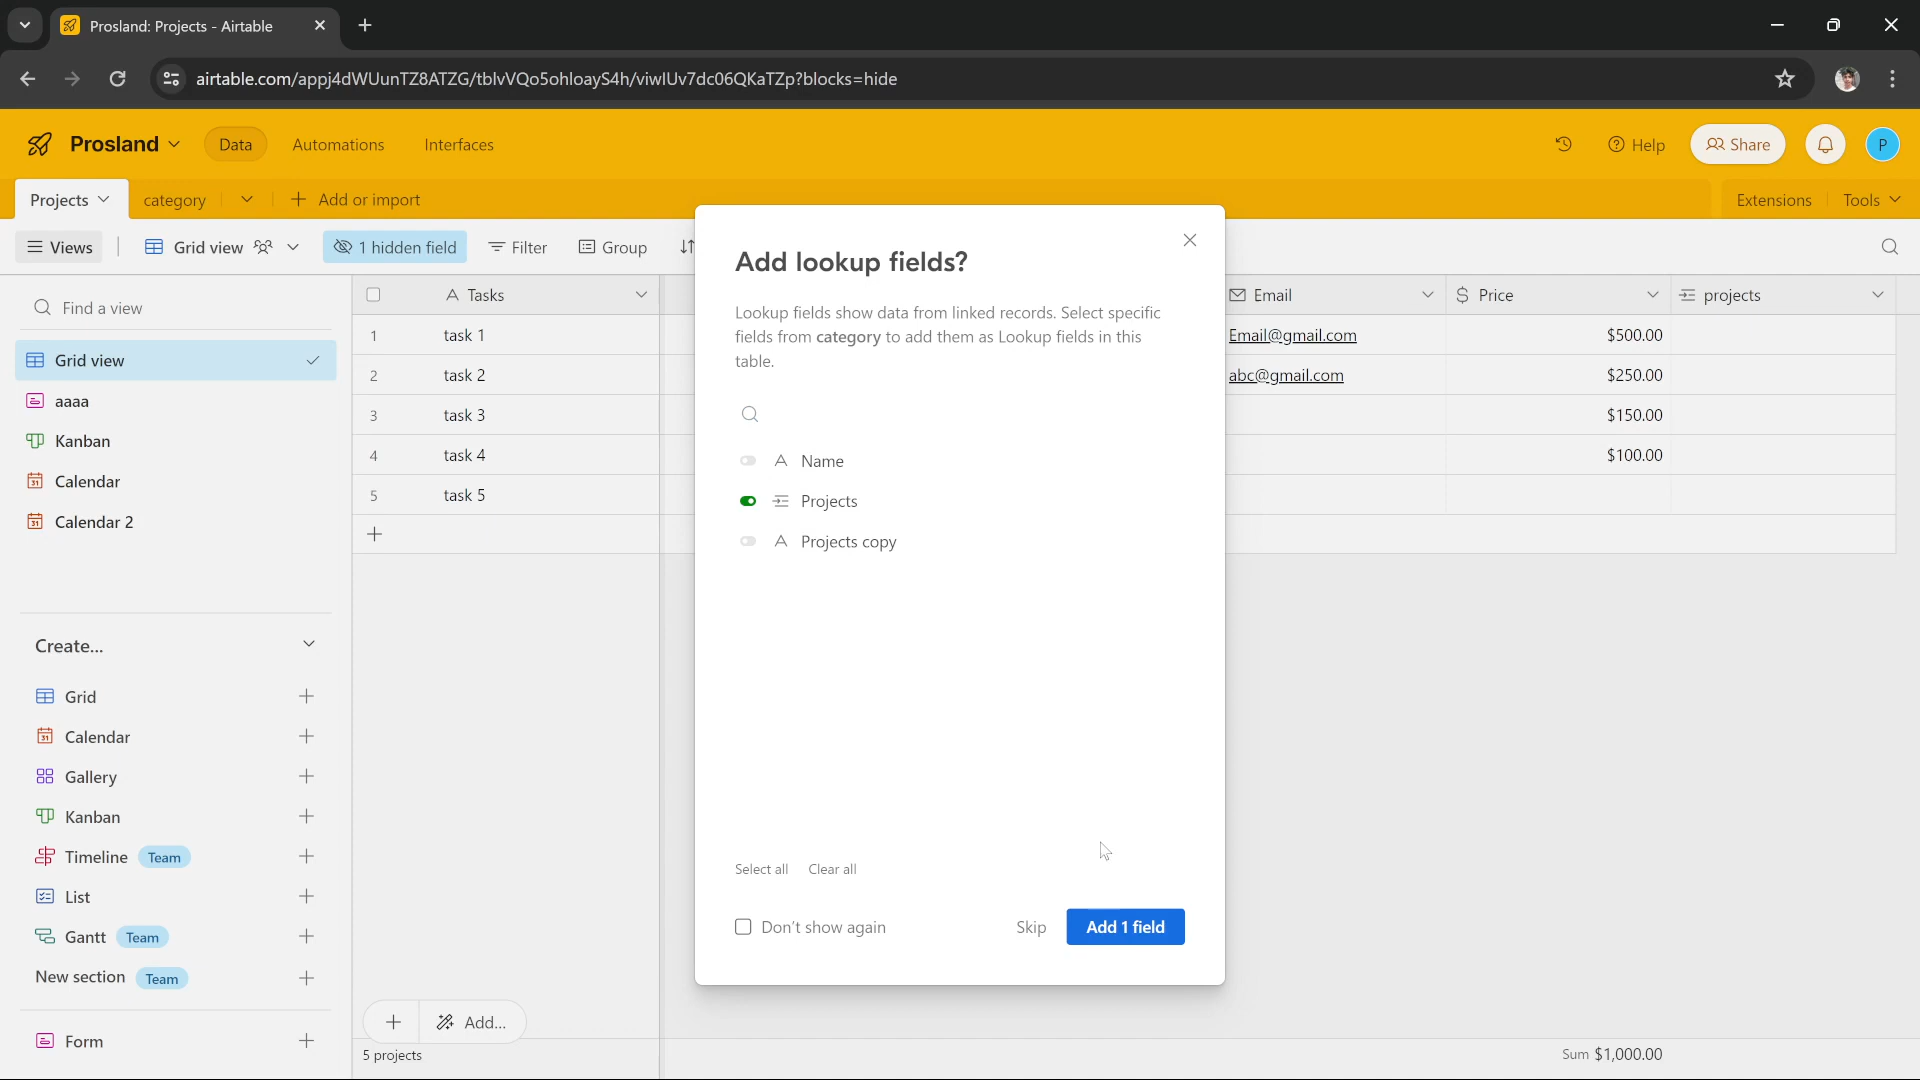 Prosland: Projects - Airtable
airtable.com/appj4dWUunTZ8ATZG/tblvVQo5ohloayS4h/viwlUv7dc06QKaTZp?blocks=hide
Prosland
Data
Automations
Interfaces
Help
Share
P
Projects
category
Add or import
Extensions
Tools
Views
Grid view
1 hidden field
Filter
Group
Find a view
Grid view
aaaa
Kanban
31 Calendar
31 Calendar 2
Create...
Grid
31 Calendar
Gallery
Kanban
Timeline Team
List
Gantt Team
New section Team
Form
A Tasks
Email
$ Price
projects
1 task 1 Email@gmail.com $500.00
2 task 2 abc@gmail.com $250.00
3 task 3 $150.00
4 task 4 $100.00
5 task 5
Add...
5 projects
Sum $1,000.00
Add lookup fields?
Lookup fields show data from linked records. Select specific
fields from category to add them as Lookup fields in this
table.
A Name
Projects
A Projects copy
Select all Clear all
Don't show again
Skip
Add 1 field